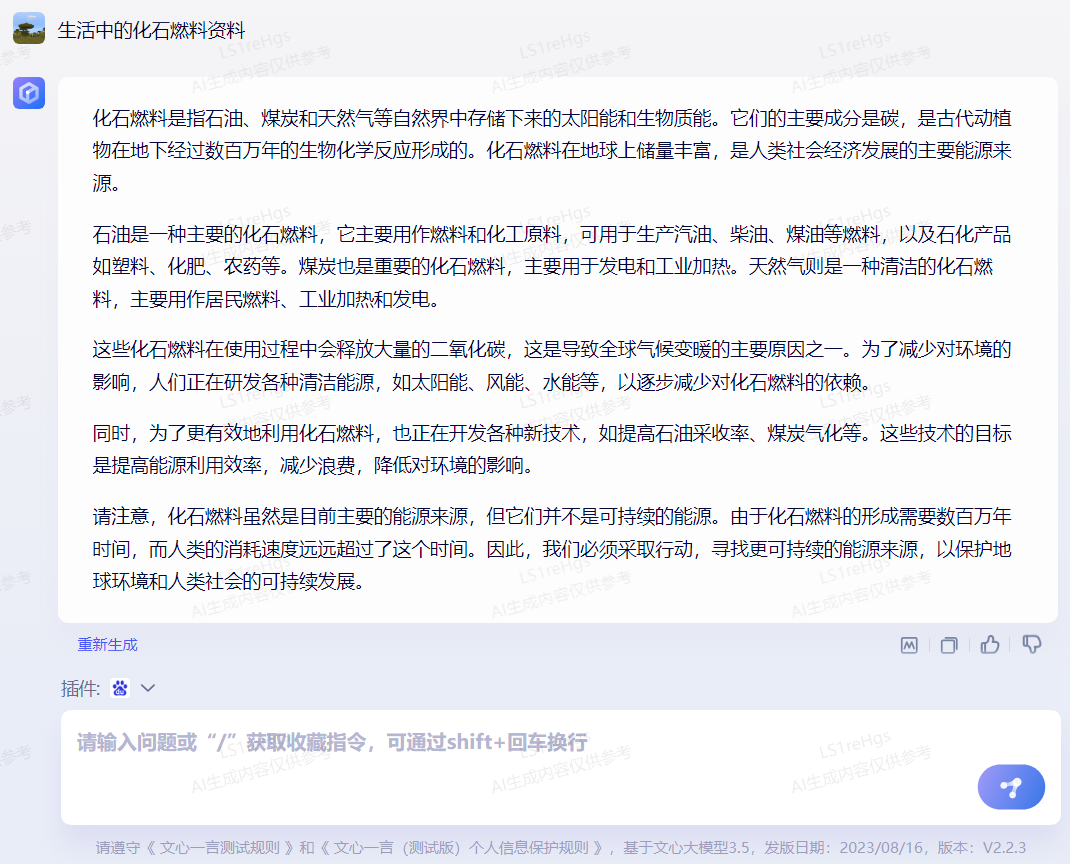 生活中的化石燃料资料
化石燃料是指石油、煤炭和天然气等自然界中存储下来的太阳能和生物质能。它们的主要成分是碳，是古代动植
物在地下经过数百万年的生物化学反应形成的。化石燃料在地球上储量丰富，是人类社会经济发展的主要能源来
源。
石油是一种主要的化石燃料，它主要用作燃料和化工原料，可用于生产汽油、柴油、煤油等燃料，以及石化产品
如塑料、化肥、农药等。煤炭也是重要的化石燃料，主要用于发电和工业加热。天然气则是一种清洁的化石燃
料，主要用作居民燃料、工业加热和发电。
这些化石燃料在使用过程中会释放大量的二氧化碳，这是导致全球气候变暖的主要原因之一。为了减少对环境的
影响，人们正在研发各种清洁能源，如太阳能、风能、水能等，以逐步减少对化石燃料的依赖。
同时，为了更有效地利用化石燃料，也正在开发各种新技术，如提高石油采收率、煤炭气化等。这些技术的目标
是提高能源利用效率，减少浪费，降低对环境的影响。
请注意，化石燃料虽然是目前主要的能源来源，但它们并不是可持续的能源。由于化石燃料的形成需要数百万年
时间，而人类的消耗速度远远超过了这个时间。因此，我们必须采取行动，寻找更可持续的能源来源，以保护地
球环境和人类社会的可持续发展。
重新生成
插件:
请输入问题或“/”获取收藏指令，可通过shift+回车换行
请遵守《 文心一言测试规则 》和《 文心一言（测试版）个人信息保护规则 》，基于文心大模型3.5，发版日期：2023/08/16，版本：V2.2.3
LS1reHgs
AI生成内容仅供参考